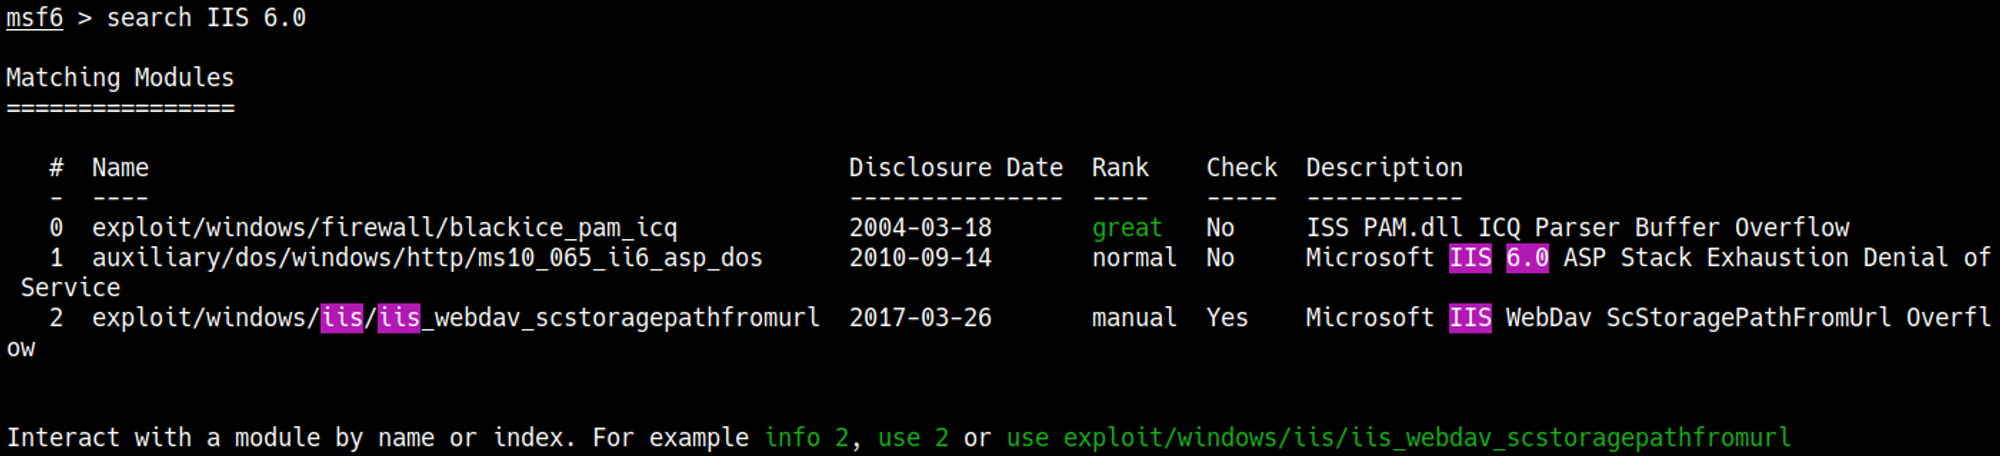 msf6 > search IIS 6.0
Matching Modules
================
#  Name                                                 Disclosure Date  Rank    Check  Description
-  ----                                                 ---------------  ----    -----  -----------
0  exploit/windows/firewall/blackice_pam_icq            2004-03-18       great   No     ISS PAM.dll ICQ Parser Buffer Overflow
1  auxiliary/dos/windows/http/ms10_065_ii6_asp_dos      2010-09-14       normal  No     Microsoft IIS 6.0 ASP Stack Exhaustion Denial of
Service
2  exploit/windows/iis/iis_webdav_scstoragepathfromurl  2017-03-26       manual  Yes    Microsoft IIS WebDav ScStoragePathFromUrl Overfl
ow
Interact with a module by name or index. For example info 2, use 2 or use exploit/windows/iis/iis_webdav_scstoragepathfromurl